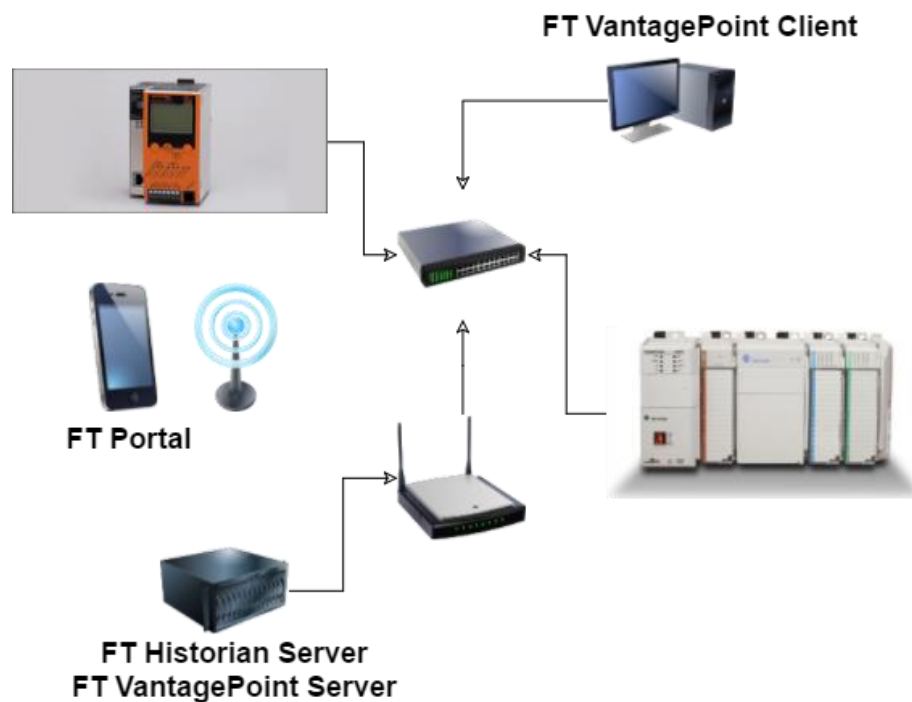 FT VantagePoint Client
FT Portal
FT Historian Server
FT VantagePoint Server